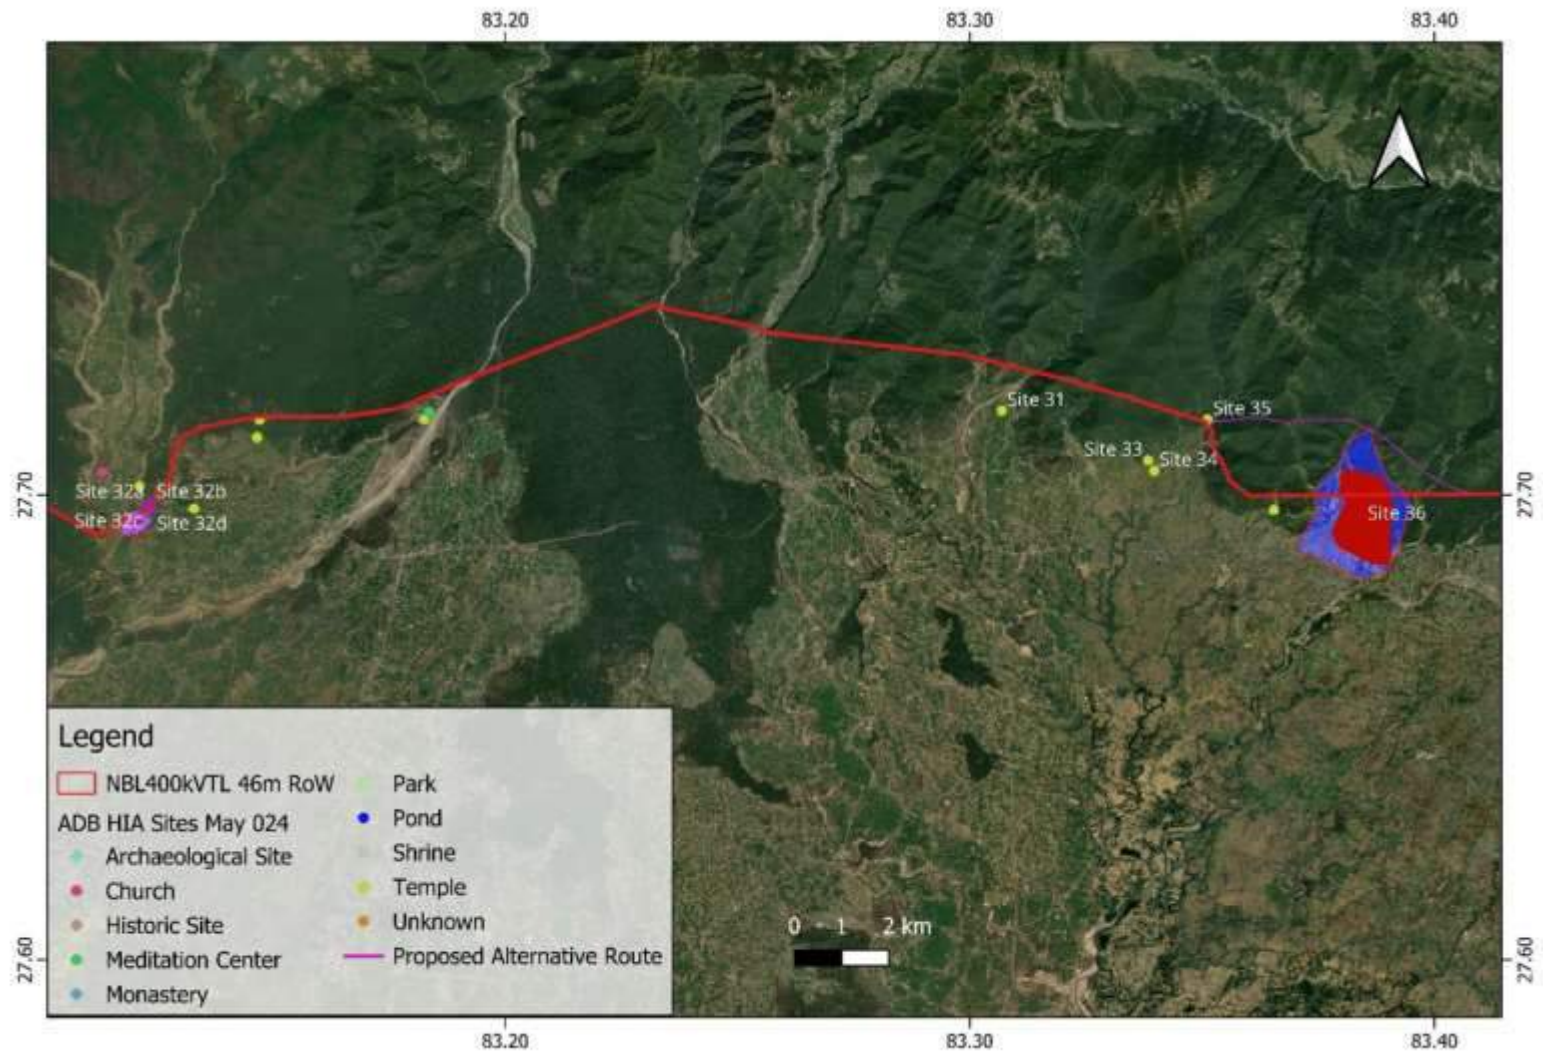 83.20 83.30 83.40
Site 31
Site 35
Site 33
Site 34
27.70
Site 32a Site 32b
27.70
Site 32c Site 32d
Site 36
Legend
NBL400kVTL 46m RoW
ADB HIA Sites May 024
Archaeological Site
Church
Historic Site
Meditation Center
Monastery
Park
Pond
Shrine
Temple
Unknown
Proposed Alternative Route
0 - 1 2 km
27.60
27.60
83.20 83.30 83.40